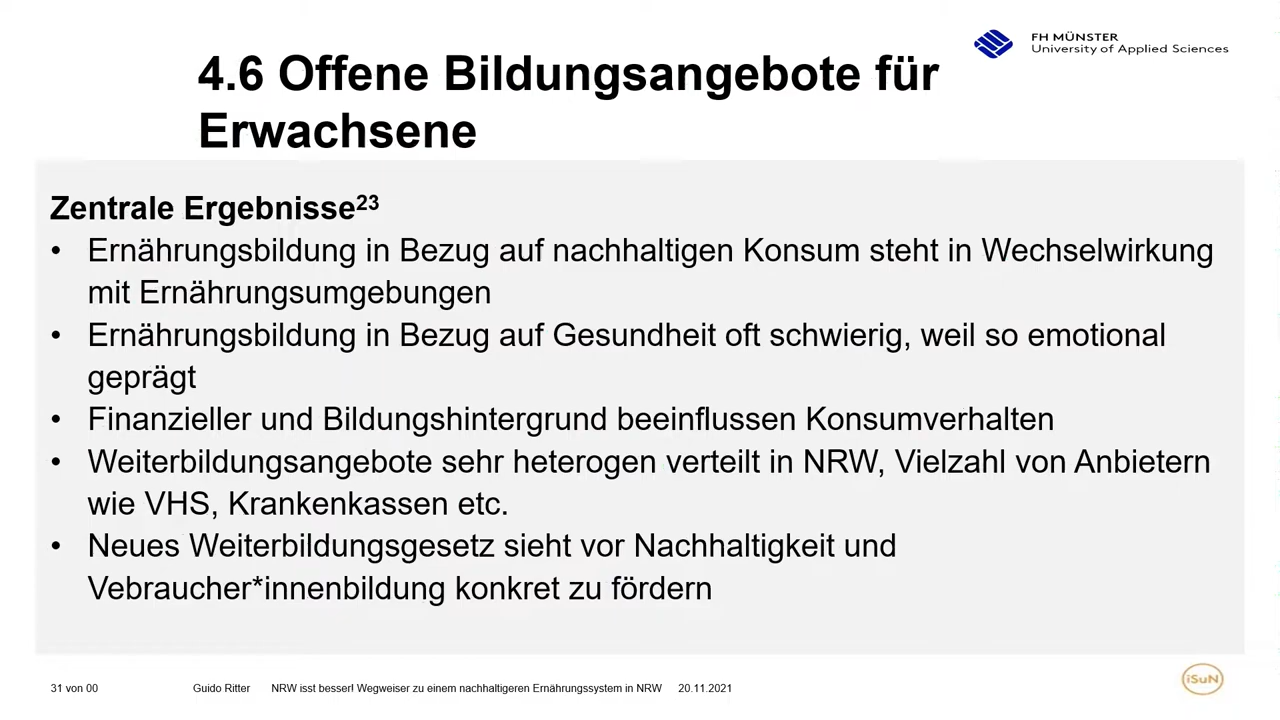 FH MÜNSTER
University of Applied Sciences
4.6 Offene Bildungsangebote für
Erwachsene
Zentrale Ergebnisse²³
• Ernährungsbildung in Bezug auf nachhaltigen Konsum steht in Wechselwirkung
mit Ernährungsumgebungen
• Ernährungsbildung in Bezug auf Gesundheit oft schwierig, weil so emotional
geprägt
• Finanzieller und Bildungshintergrund beeinflussen Konsumverhalten
• Weiterbildungsangebote sehr heterogen verteilt in NRW, Vielzahl von Anbietern
wie VHS, Krankenkassen etc.
• Neues Weiterbildungsgesetz sieht vor Nachhaltigkeit und
Vebraucher*innenbildung konkret zu fördern
31 von 00 Guido Ritter NRW isst besser! Wegweiser zu einem nachhaltigeren Ernährungssystem in NRW 20.11.2021
iSuN